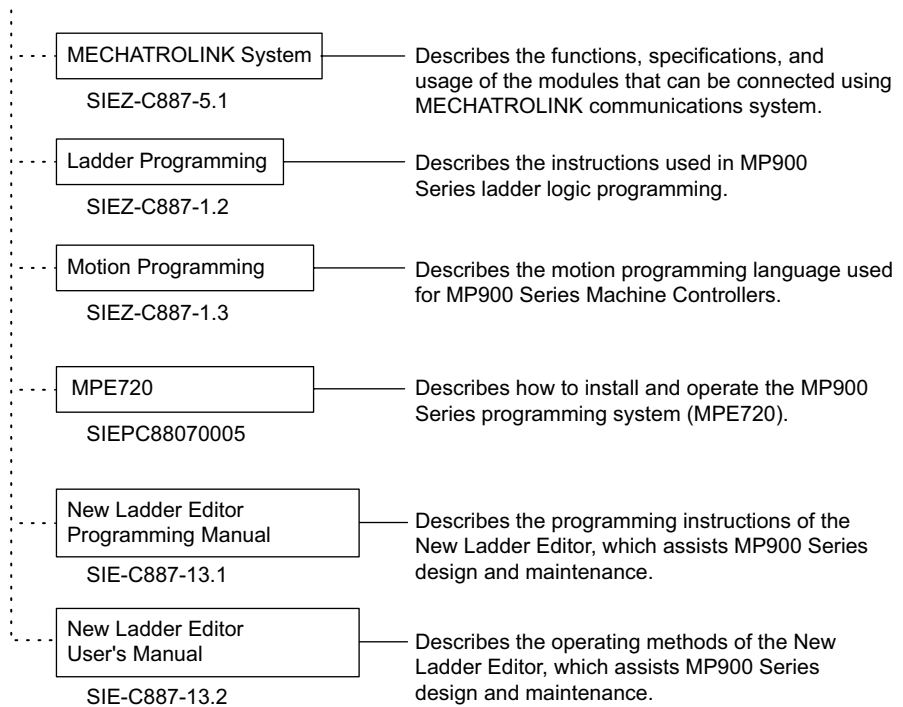 MECHATROLINK System
SIEZ-C887-5.1
Describes the functions, specifications, and
usage of the modules that can be connected using
MECHATROLINK communications system.
Ladder Programming
SIEZ-C887-1.2
Describes the instructions used in MP900
Series ladder logic programming.
Motion Programming
SIEZ-C887-1.3
Describes the motion programming language used
for MP900 Series Machine Controllers.
MPE720
SIEPC88070005
Describes how to install and operate the MP900
Series programming system (MPE720).
New Ladder Editor
Programming Manual
SIE-C887-13.1
Describes the programming instructions of the
New Ladder Editor, which assists MP900 Series
design and maintenance.
New Ladder Editor
User's Manual
SIE-C887-13.2
Describes the operating methods of the New
Ladder Editor, which assists MP900 Series
design and maintenance.